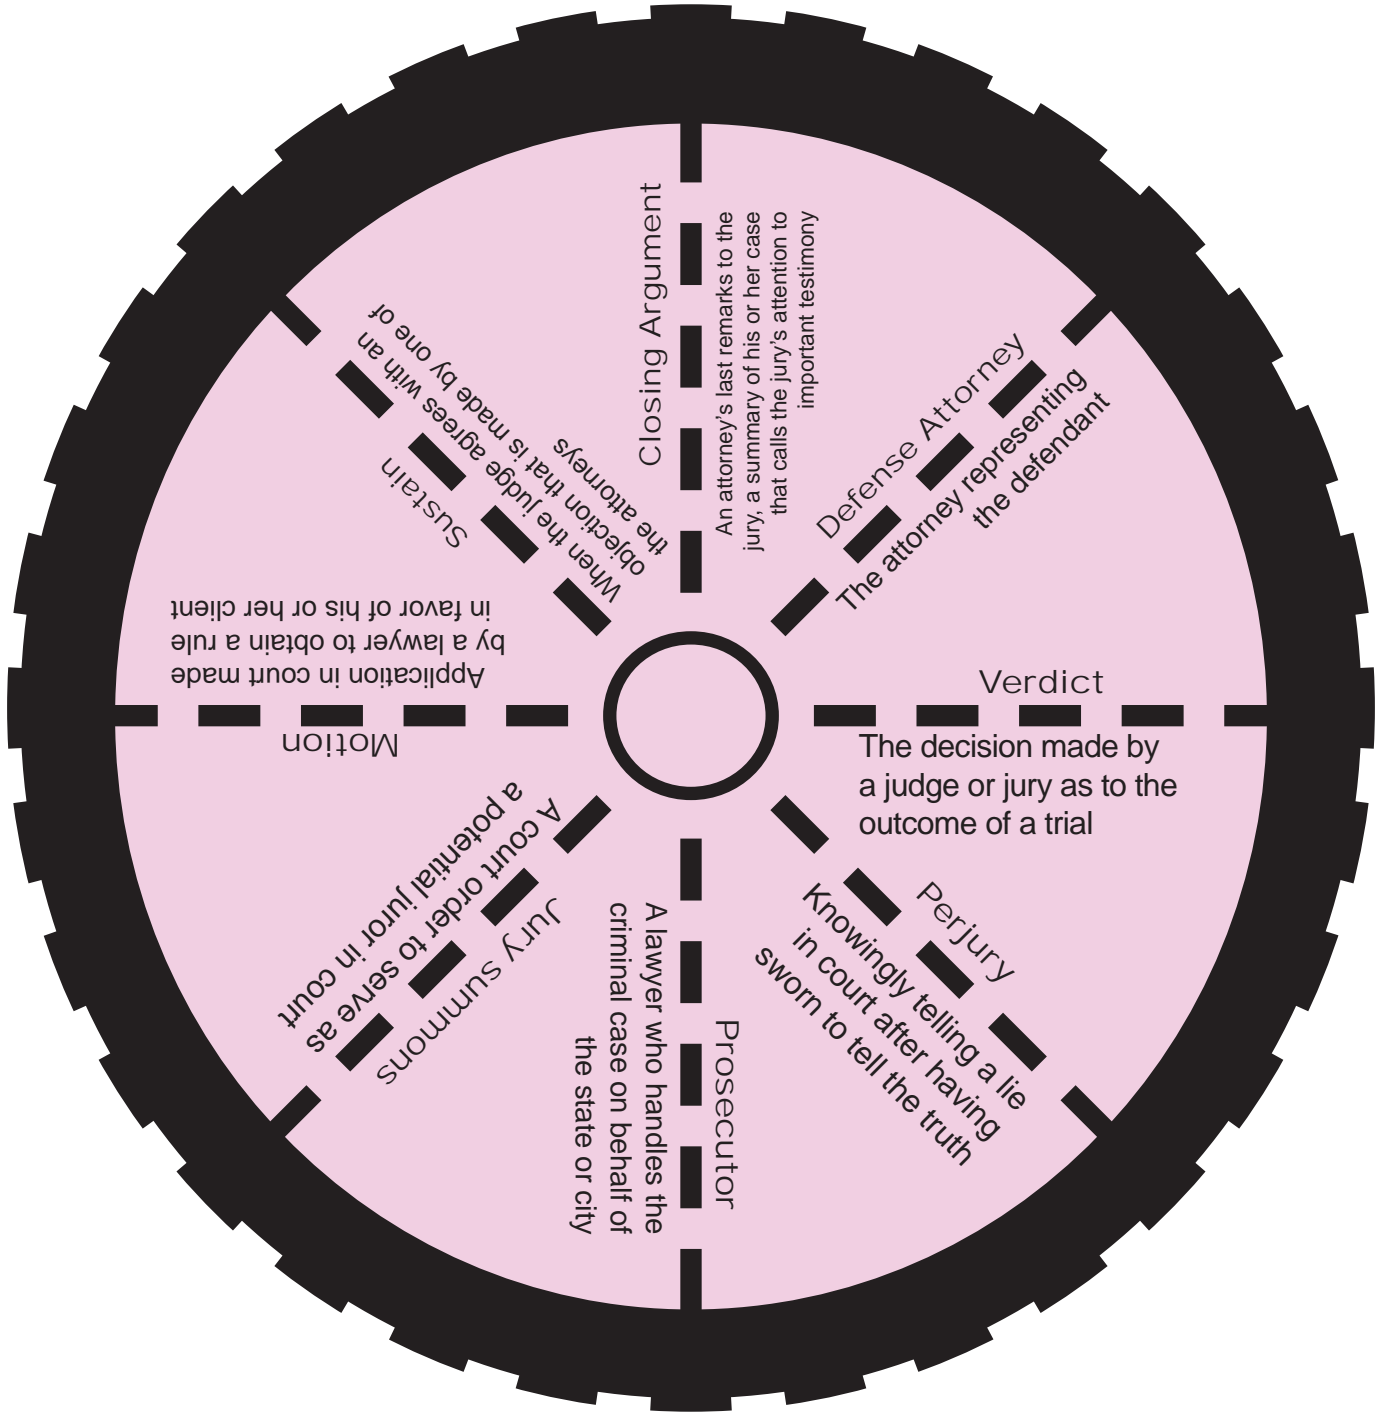 Closing Argument
An attorney's last remarks to the
jury, a summary of his or her case
that calls the jury's attention to
important testimony
Defense Attorney
The attorney representing
the defendant
Verdict
The decision made by
a judge or jury as to the
outcome of a trial
Perjury
Knowingly telling a lie
in court after having
sworn to tell the truth
Prosecutor
A lawyer who handles the
criminal case on behalf of
the state or city
Jury summons
A court order to serve as
a potential juror in court
Motion
Application in court made
by a lawyer to obtain a rule
in favor of his or her client
Sustain
When the judge agrees with an
objection that is made by one of
the attorneys